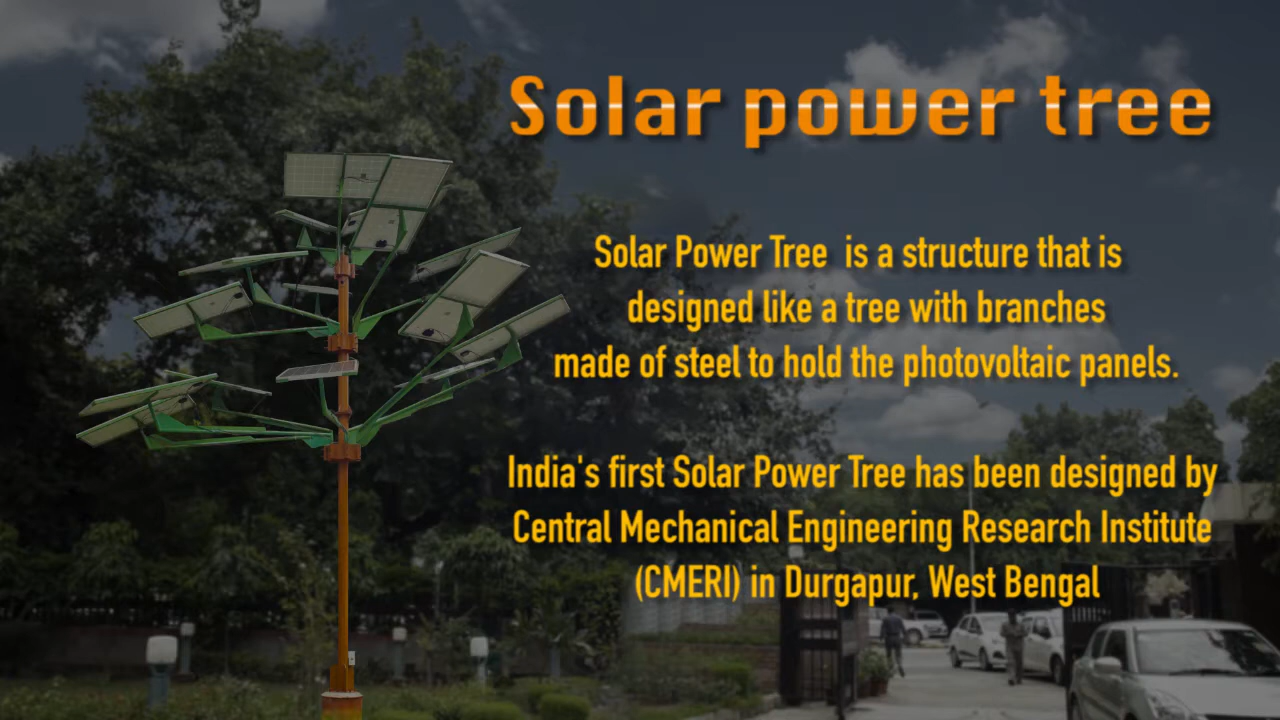 Solar power tree
Solar Power Tree is a structure that is
designed like a tree with branches
made of steel to hold the photovoltaic panels.
India's first Solar Power Tree has been designed by
Central Mechanical Engineering Research Institute
(CMERI) in Durgapur, West Bengal